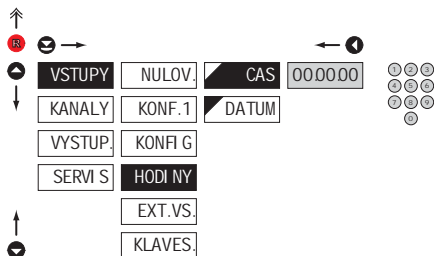 R
VSTUPY NULOV. CAS 00.00.00 1 2 3
KANALY KONF.1 DATUM 4 5 6
VYSTUP. KONFIG 7 8 9
0
SERVIS HODINY
EXT.VS.
KLAVES.